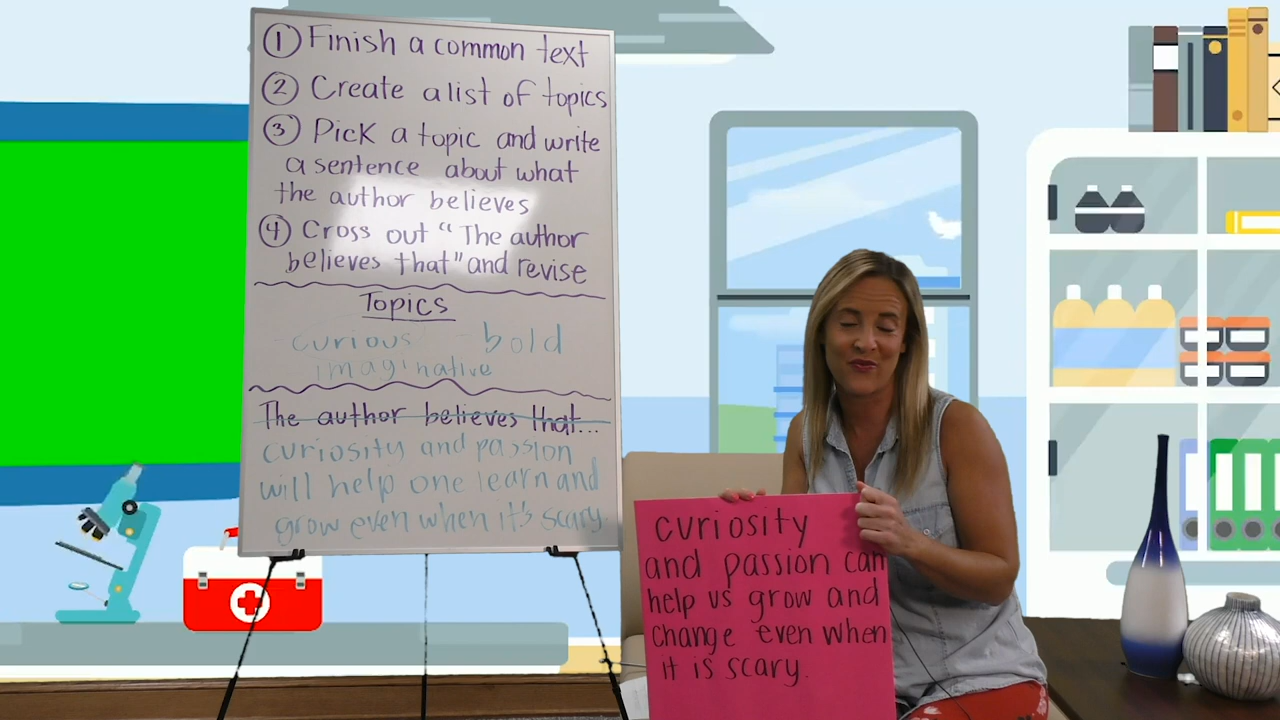 ① Finish a common text
② Create a list of topics
③ Pick a topic and write
a sentence about what
the author believes
④ Cross out "The author
believes that" and revise
Topics
curious bold
imaginative
The author believes that...
curiosity and passion
will help one learn and
grow even when it's scary
curiosity
and passion can
help us grow and
change even when
it is scary.